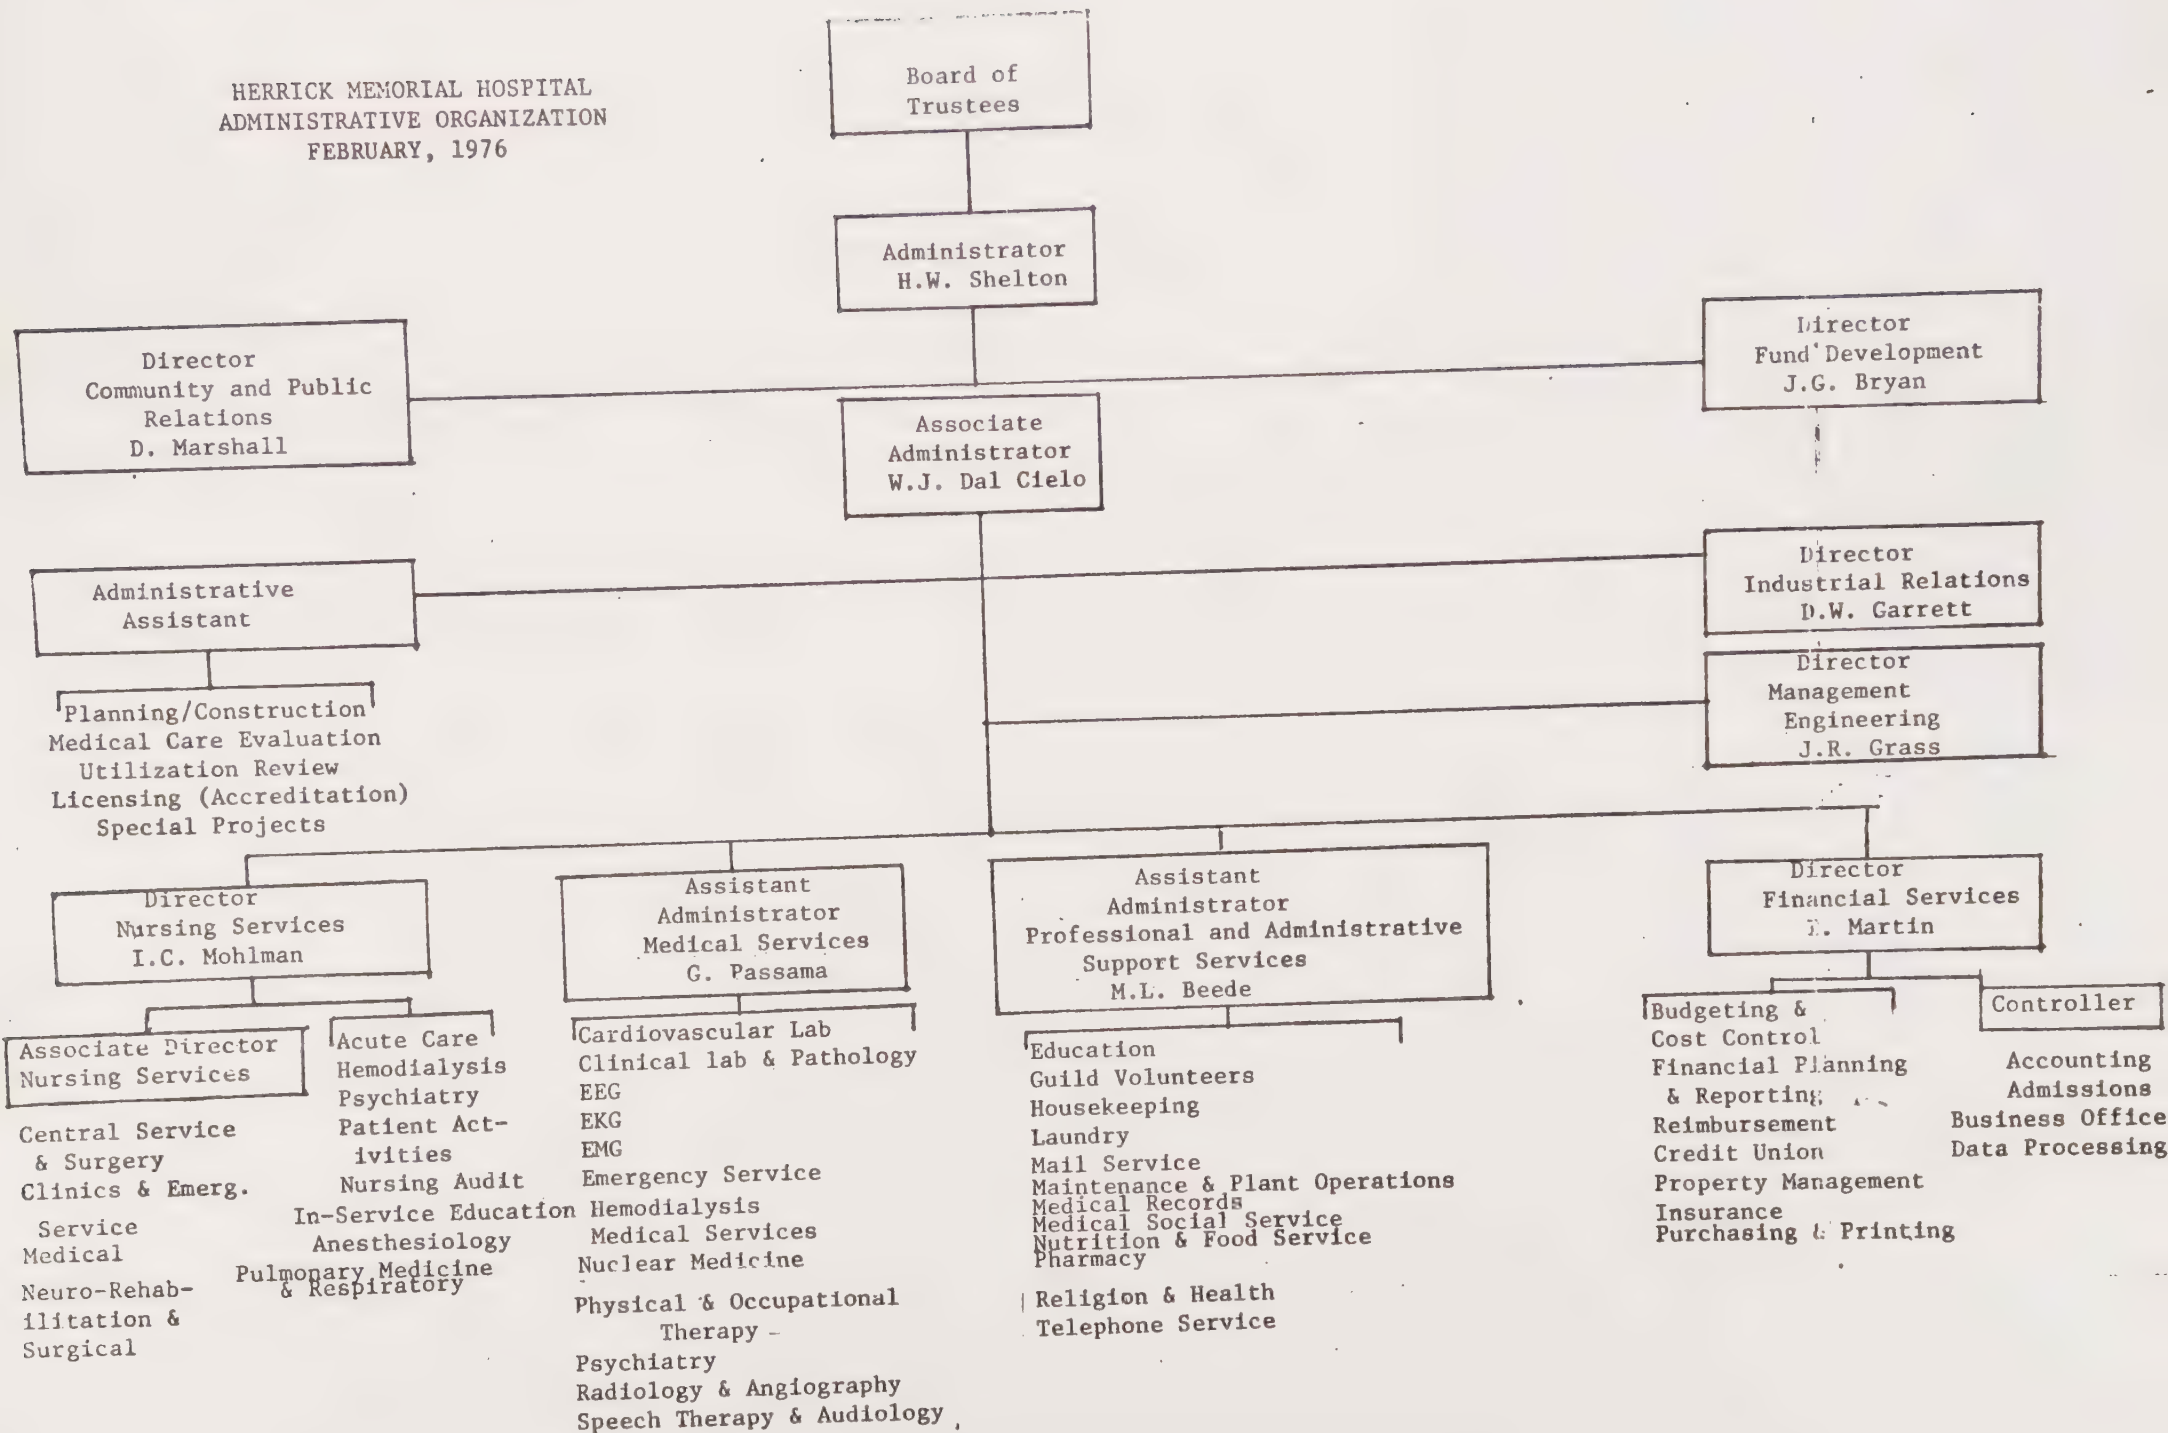 HERRICK MEMORIAL HOSPITAL
ADMINISTRATIVE ORGANIZATION
FEBRUARY, 1976
Board of
Trustees
Administrator
H.W. Shelton
Director
Community and Public
Relations
D. Marshall
Director
Fund Development
J.G. Bryan
Associate
Administrator
W.J. Dal Cielo
Administrative
Assistant
Planning/Construction
Medical Care Evaluation
Utilization Review
Licensing (Accreditation)
Special Projects
Director
Industrial Relations
D.W. Garrett
Director
Management
Engineering
J.R. Grass
Director
Nursing Services
I.C. Mohlman
Associate Director
Nursing Services
Central Service
& Surgery
Clinics & Emerg.
Service
Medical
Neuro-Rehab-
ilitation &
Surgical
Acute Care
Hemodialysis
Psychiatry
Patient Act-
ivities
Nursing Audit
In-Service Education
Anesthesiology
Pulmonary Medicine
& Respiratory
Assistant
Administrator
Medical Services
G. Passama
Cardiovascular Lab
Clinical lab & Pathology
EEG
EKG
EMG
Emergency Service
Hemodialysis
Medical Services
Nuclear Medicine
Physical & Occupational
Therapy
Psychiatry
Radiology & Angiography
Speech Therapy & Audiology
Assistant
Administrator
Professional and Administrative
Support Services
M.L. Beede
Education
Guild Volunteers
Housekeeping
Laundry
Mail Service
Maintenance & Plant Operations
Medical Records
Medical Social Service
Nutrition & Food Service
Pharmacy
Religion & Health
Telephone Service
Director
Financial Services
Martin
Budgeting &
Cost Control
Financial Planning
& Reporting
Reimbursement
Credit Union
Property Management
Insurance
Purchasing & Printing
Controller
Accounting
Admissions
Business Office
Data Processing